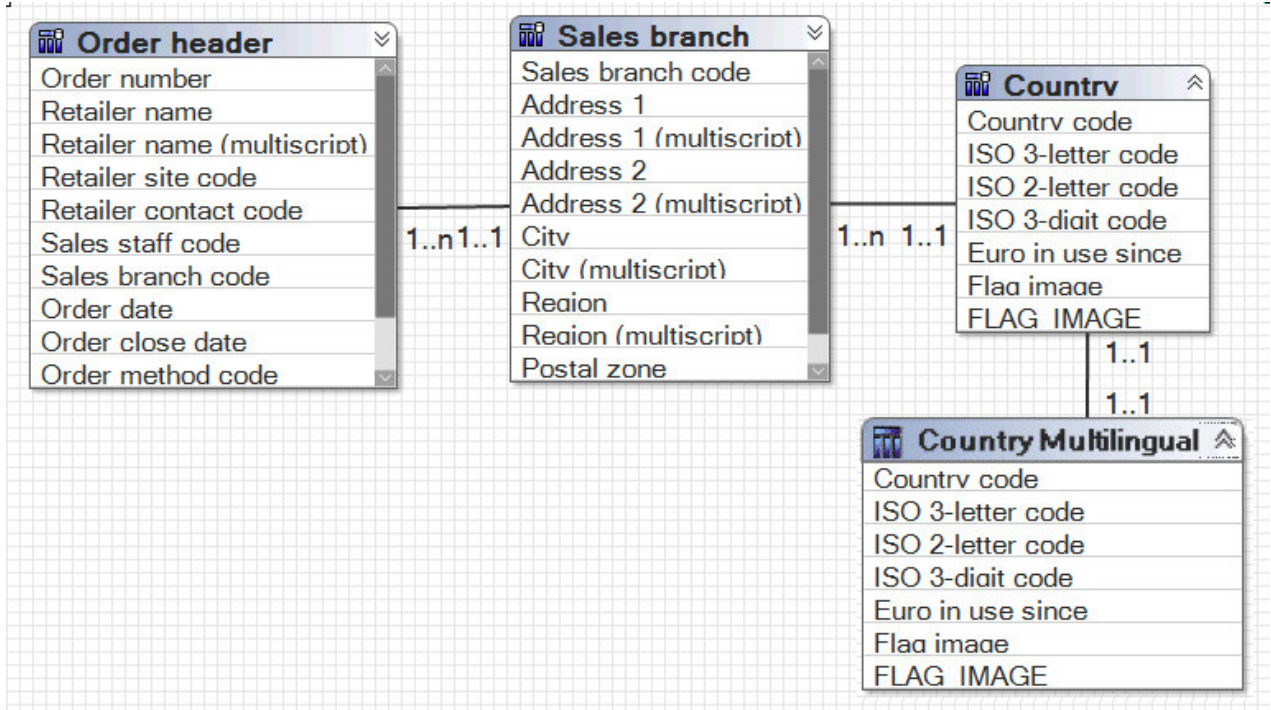 Order header
Order number
Retailer name
Retailer name (multiscript)
Retailer site code
Retailer contact code
Sales staff code
Sales branch code
Order date
Order close date
Order method code
1..n 1..1
Sales branch
Sales branch code
Address 1
Address 1 (multiscript)
Address 2
Address 2 (multiscript)
City
City (multiscript)
Region
Region (multiscript)
Postal zone
1..n 1..1
Country
Country code
ISO 3-letter code
ISO 2-letter code
ISO 3-digit code
Euro in use since
Flag image
FLAG_IMAGE
1..1
1..1
Country Multilingual
Country code
ISO 3-letter code
ISO 2-letter code
ISO 3-digit code
Euro in use since
Flag image
FLAG_IMAGE